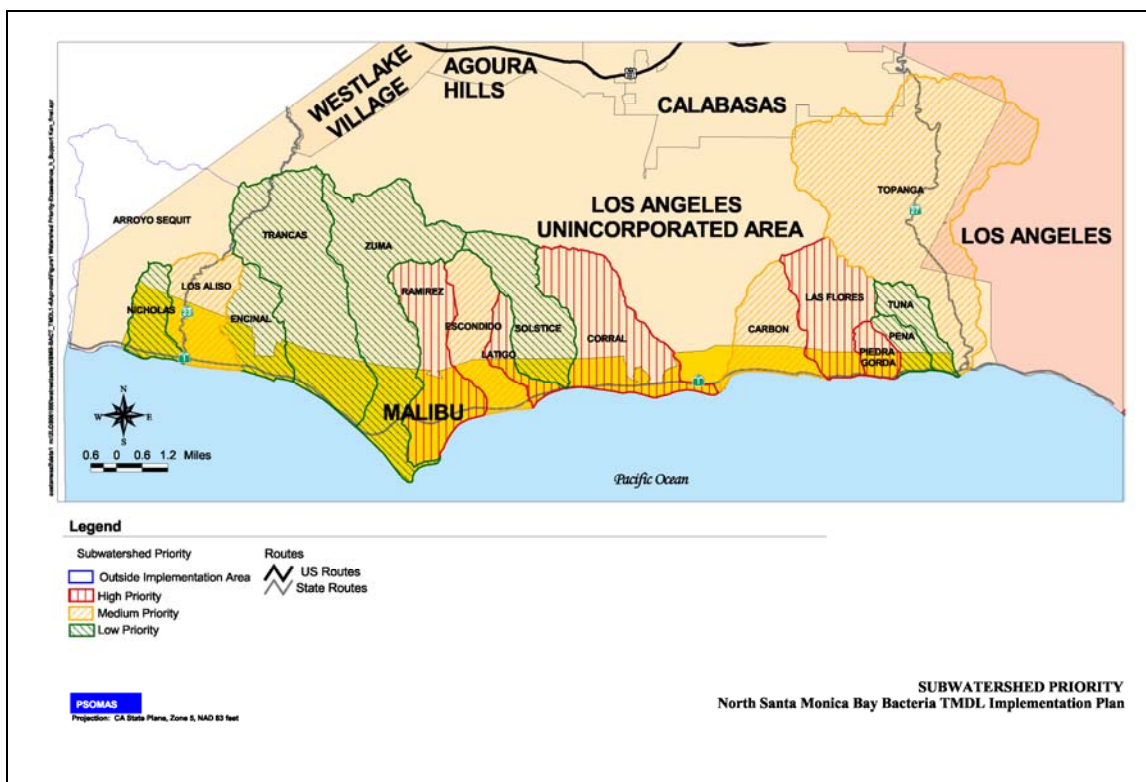 WESTLAKE
VILLAGE
AGOURA
HILLS
CALABASAS
TOPANGA
27
LOS ANGELES
LOS ANGELES
UNINCORPORATED AREA
ARROYO SEQUIT
TRANCAS
ZUMA
LOS ALISO
NICHOLAS
ENCINAL
RAMIREZ
ESCONDIDO
LATIGO
SOLSTICE
CORRAL
CARBON
LAS FLORES
TUNA
PENA
PIEDRA
GORDA
23
1
1
MALIBU
N
W
E
S
0.6 0 0.6 1.2 Miles
Pacific Ocean
Legend
Subwatershed Priority
Outside Implementation Area
High Priority
Medium Priority
Low Priority
Routes
US Routes
State Routes
PSOMAS
Projection: CA State Plane, Zone 5, NAD 83 feet
SUBWATERSHED PRIORITY
North Santa Monica Bay Bacteria TMDL Implementation Plan